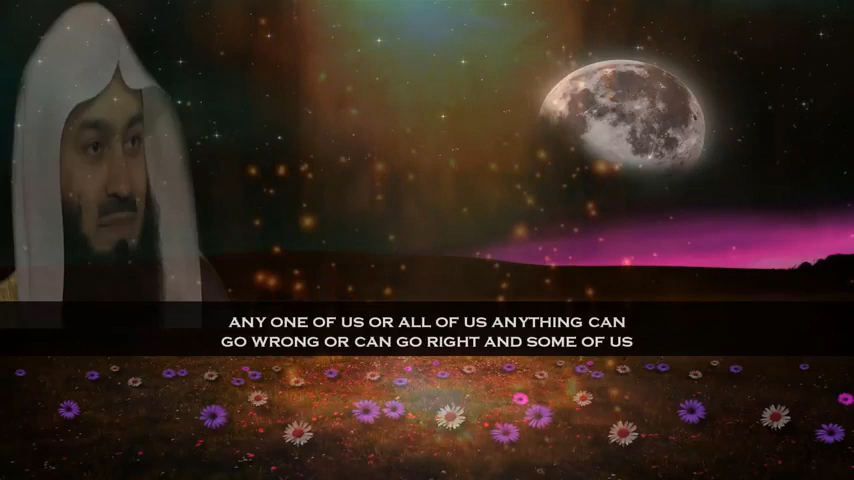 ANY ONE OF US OR ALL OF US ANYTHING CAN
GO WRONG OR CAN GO RIGHT AND SOME OF US